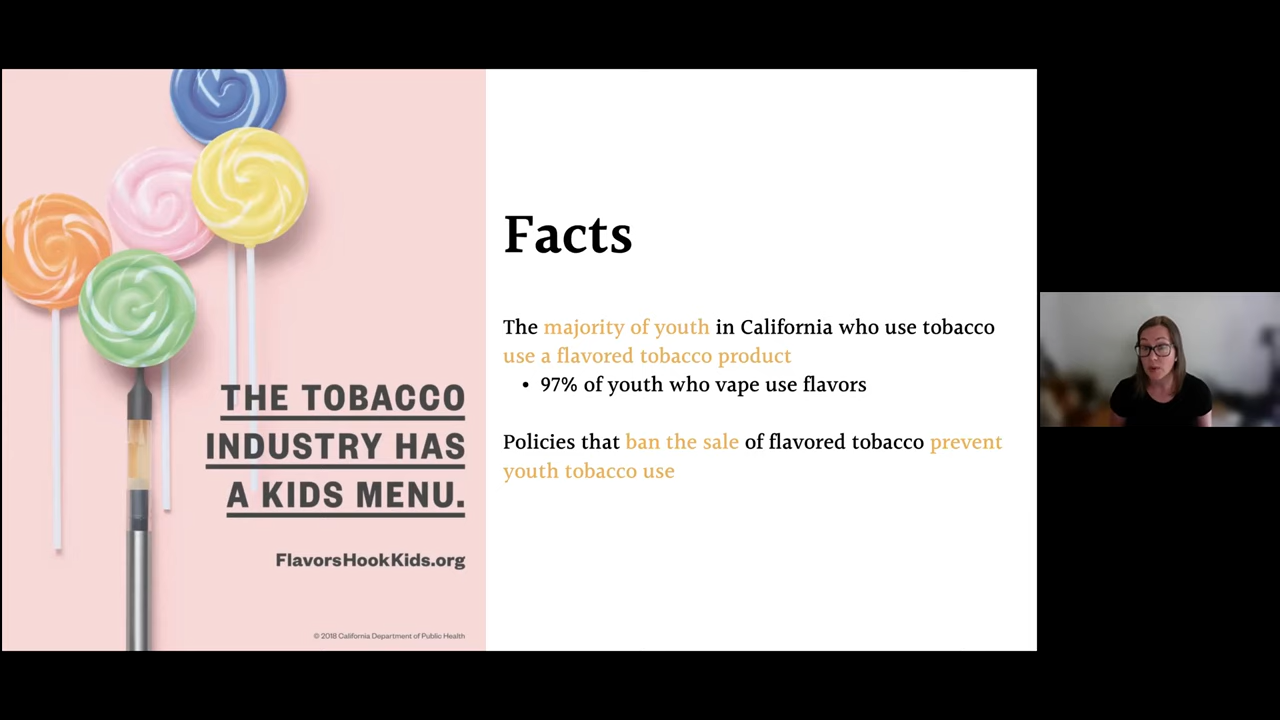 THE TOBACCO
INDUSTRY HAS
A KIDS MENU.
FlavorsHookKids.org
© 2018 California Department of Public Health
Facts
The majority of youth in California who use tobacco
use a flavored tobacco product
• 97% of youth who vape use flavors
Policies that ban the sale of flavored tobacco prevent
youth tobacco use